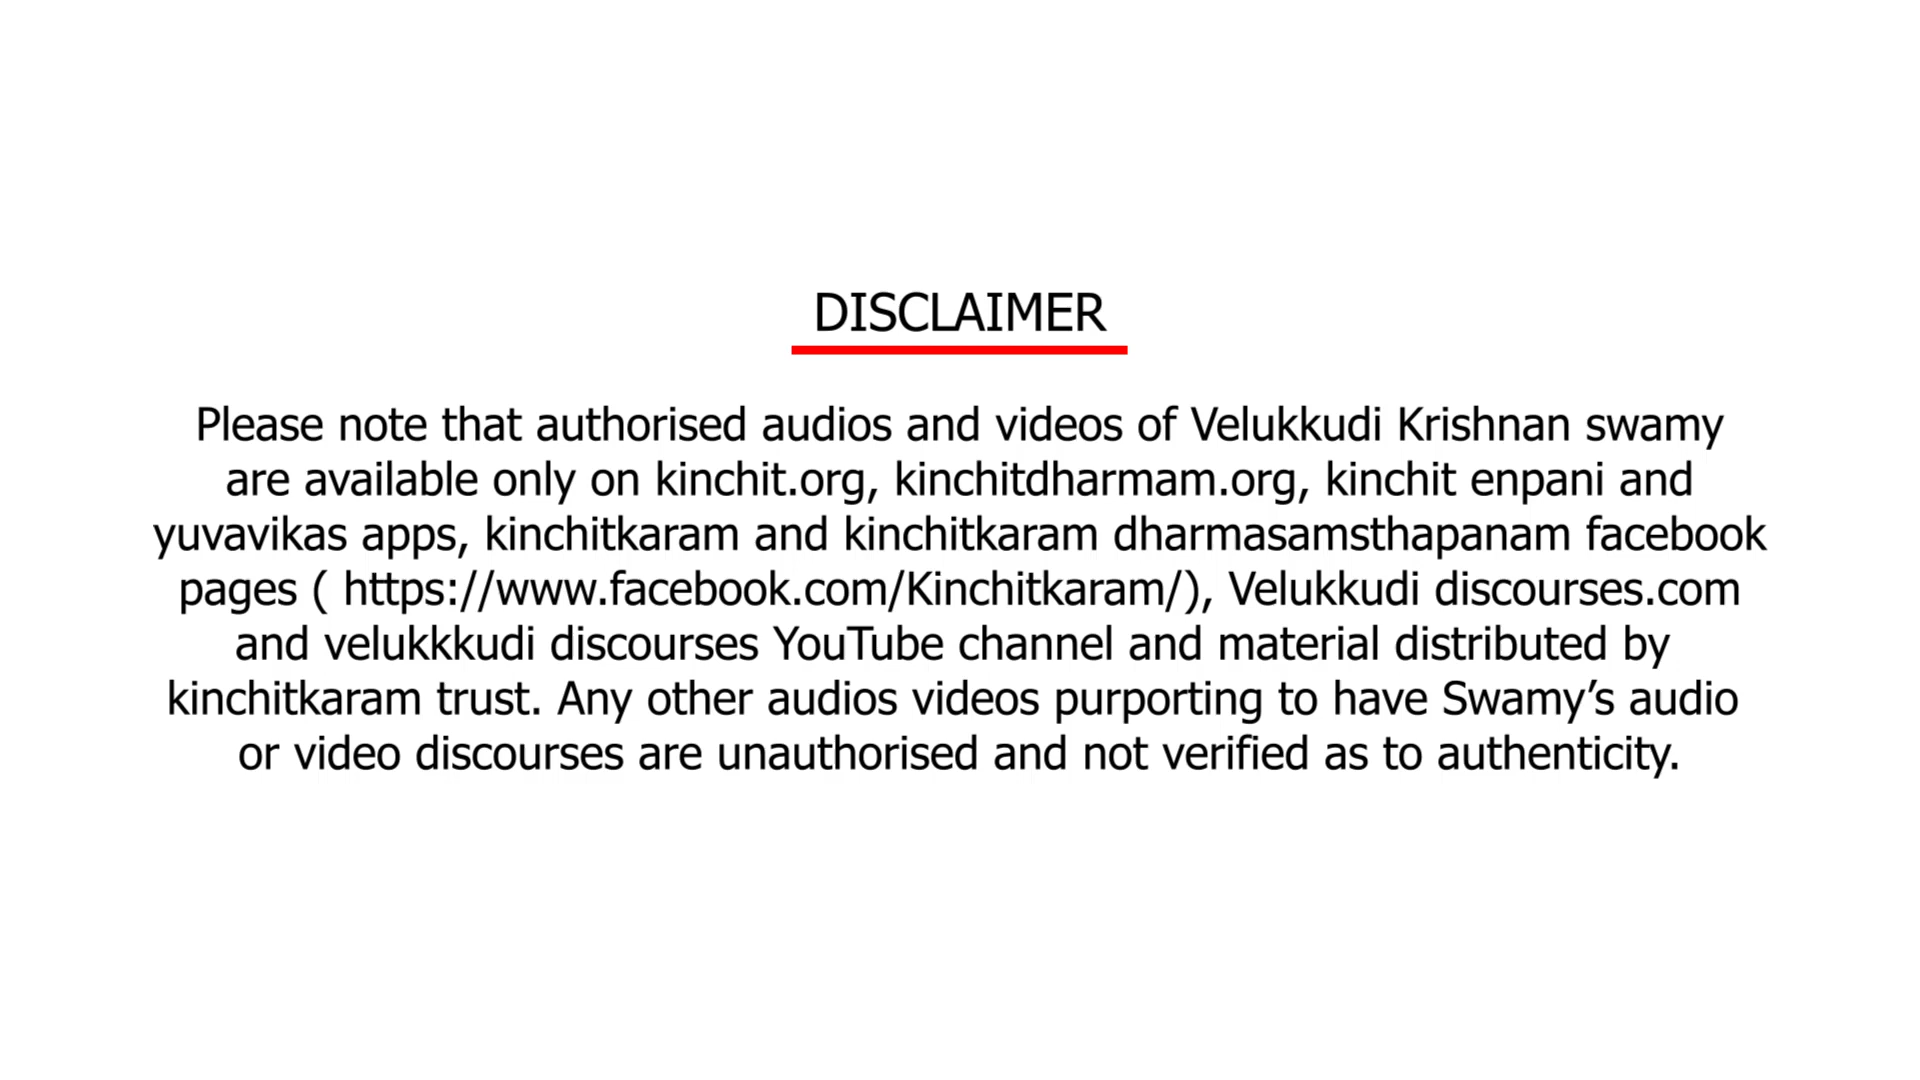 DISCLAIMER
Please note that authorised audios and videos of Velukkudi Krishnan swamy
are available only on kinchit.org, kinchitdharmam.org, kinchit enpani and
yuvavikas apps, kinchitkaram and kinchitkaram dharmasamsthapanam facebook
pages ( https://www.facebook.com/Kinchitkaram/), Velukkudi discourses.com
and velukkkudi discourses YouTube channel and material distributed by
kinchitkaram trust. Any other audios videos purporting to have Swamy’s audio
or video discourses are unauthorised and not verified as to authenticity.